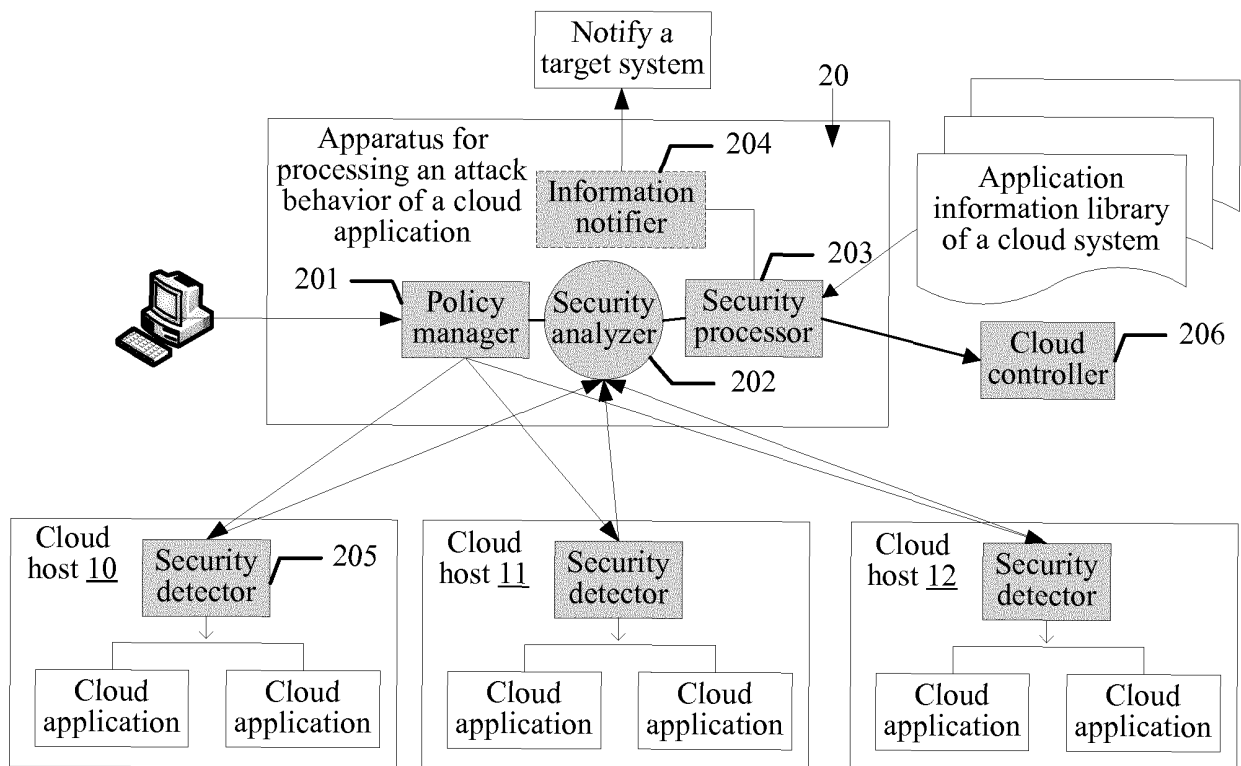 Notify a
target system
20
Apparatus for
processing an attack
behavior of a cloud
application
204
Information
notifier
Application
information library
of a cloud system
203
201
Policy
manager
Security
analyzer
Security
processor
202
Cloud
controller
206
Cloud
host 10
Security
detector
205
Cloud
application
Cloud
application
Cloud
host 11
Security
detector
Cloud
application
Cloud
application
Cloud
host 12
Security
detector
Cloud
application
Cloud
application